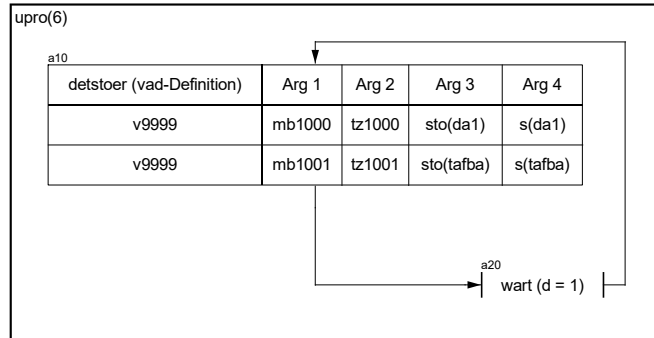 upro(6)
a10
detstoer (vad-Definition) Arg 1 Arg 2 Arg 3 Arg 4
v9999 mb1000 tz1000 sto(da1) s(da1)
v9999 mb1001 tz1001 sto(tafba) s(tafba)
a20
wart (d = 1)